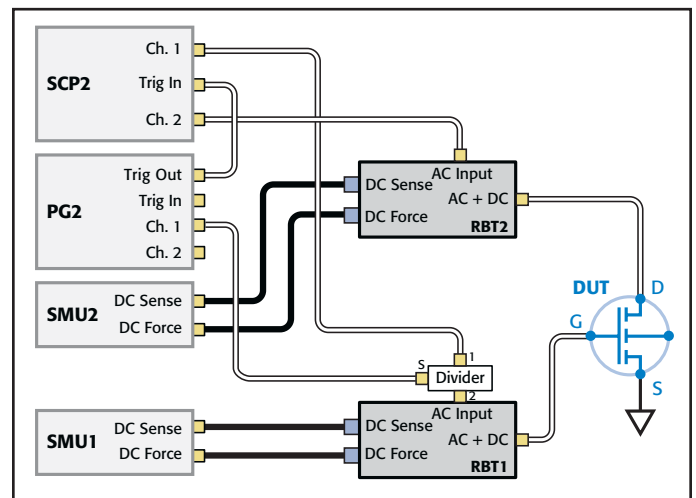 SCP2
Ch. 1
Trig In
Ch. 2
PG2
Trig Out
Trig In
Ch. 1
Ch. 2
SMU2
DC Sense
DC Force
SMU1
DC Sense
DC Force
AC Input
DC Sense
AC + DC
DC Force
RBT2
S
1
Divider
2
AC Input
DC Sense
AC + DC
DC Force
RBT1
DUT
D
G
S